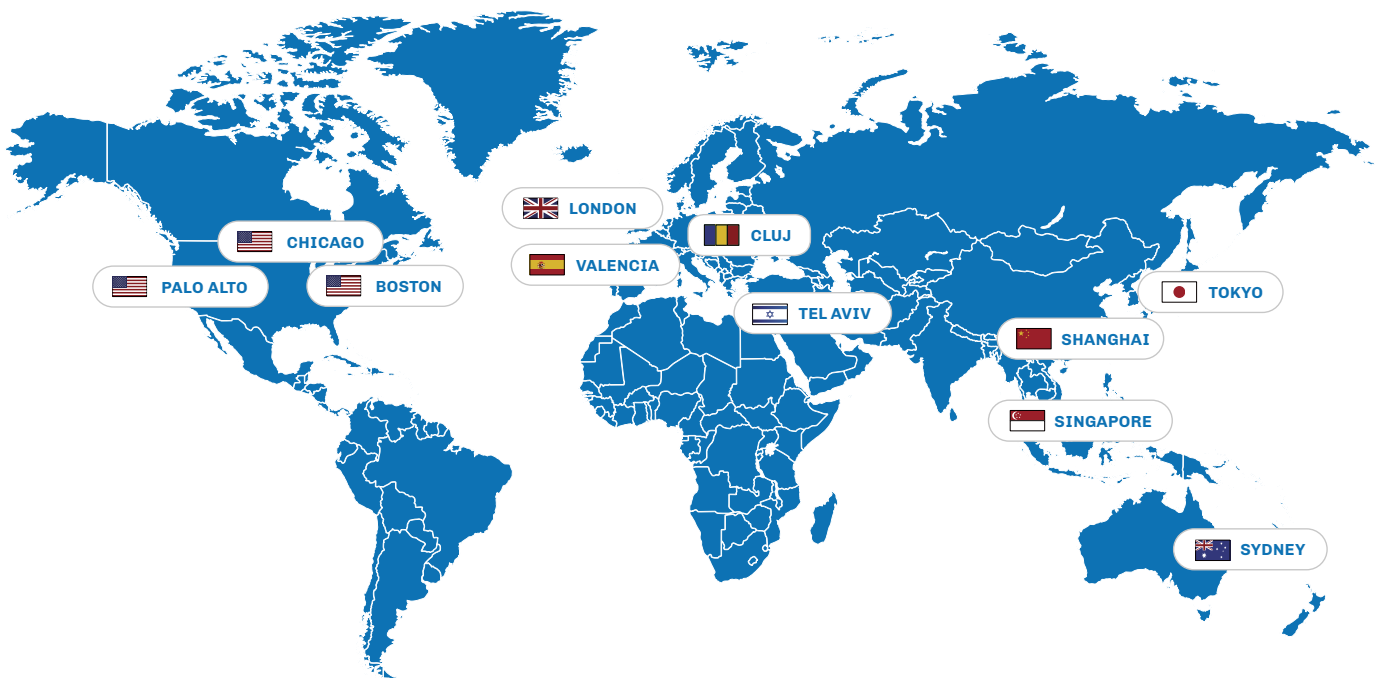 LONDON
CLUJ
CHICAGO
VALENCIA
PALO ALTO
BOSTON
TOKYO
TEL AVIV
SHANGHAI
SINGAPORE
SYDNEY